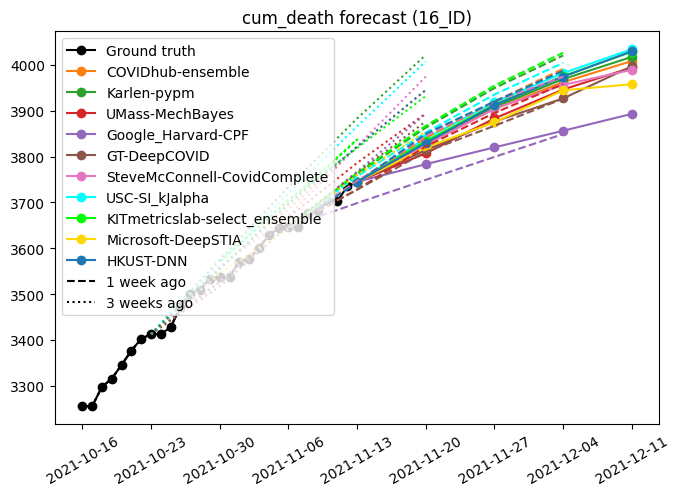 cum_death forecast (16_ID)
Ground truth
COVIDhub-ensemble
Karlen-pypm
UMass-MechBayes
Google_Harvard-CPF
GT-DeepCOVID
SteveMcConnell-CovidComplete
USC-SI_kJalpha
KITmetricslab-select_ensemble
Microsoft-DeepSTIA
HKUST-DNN
1 week ago
3 weeks ago
4000
3900
3800
3700
3600
3500
3400
3300
2021-10-16
2021-10-23
2021-10-30
2021-11-06
2021-11-13
2021-11-20
2021-11-27
2021-12-04
2021-12-11